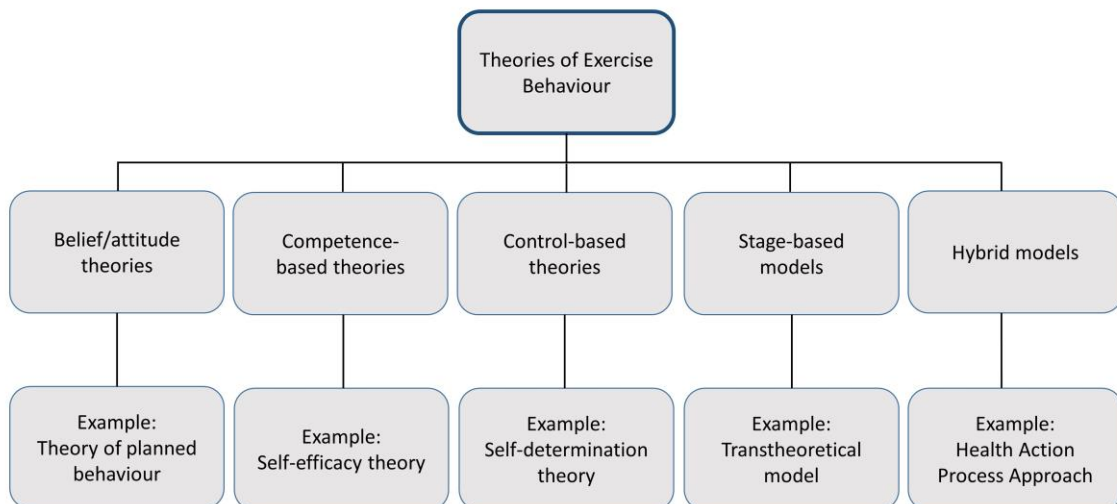 Theories of Exercise
Behaviour
Belief/attitude
theories
Competence-
based theories
Control-based
theories
Stage-based
models
Hybrid models
Example:
Theory of planned
behaviour
Example:
Self-efficacy theory
Example:
Self-determination
theory
Example:
Transtheoretical
model
Example:
Health Action
Process Approach